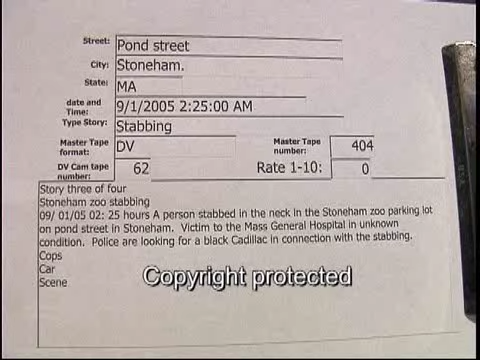 Street: Pond street
City: Stoneham.
State: MA
date and Time: 9/1/2005 2:25:00 AM
Type Story: Stabbing
Master Tape format: DV Master Tape number: 404
DV Cam tape number: 62 Rate 1-10: 0
Story three of four
Stoneham zoo stabbing
09/ 01/05 02: 25 hours A person stabbed in the neck in the Stoneham zoo parking lot
on pond street in Stoneham. Victim to the Mass General Hospital in unknown
condition. Police are looking for a black Cadillac in connection with the stabbing.
Cops
Car
Scene
Copyright protected